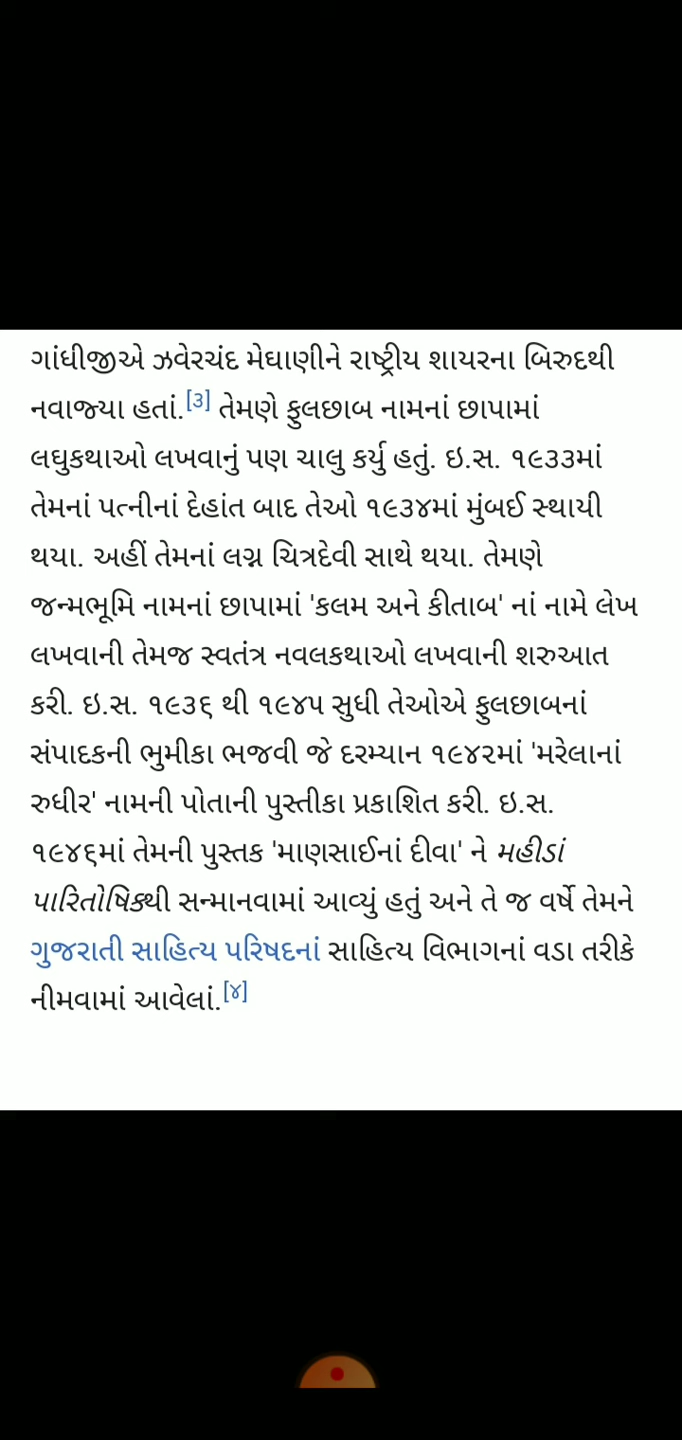 ગાંધીજીએ ઝવેરચંદ મેઘાણીને રાષ્ટ્રીય શાયરના બિરુદથી
નવાજ્યા હતાં.[૩] તેમણે ફુલછાબ નામનાં છાપામાં
લઘુકથાઓ લખવાનું પણ ચાલુ કર્યુ હતું. ઇ.સ. ૧૯૩૩માં
તેમનાં પત્નીનાં દેહાંત બાદ તેઓ ૧૯૩૪માં મુંબઈ સ્થાયી
થયા. અહીં તેમનાં લગ્ન ચિત્રદેવી સાથે થયા. તેમણે
જન્મભૂમિ નામનાં છાપામાં 'કલમ અને કીતાબ' નાં નામે લેખ
લખવાની તેમજ સ્વતંત્ર નવલકથાઓ લખવાની શરુઆત
કરી. ઇ.સ. ૧૯૩૬ થી ૧૯૪૫ સુધી તેઓએ ફુલછાબનાં
સંપાદકની ભુમીકા ભજવી જે દરમ્યાન ૧૯૪૨માં 'મરેલાનાં
રુધીર' નામની પોતાની પુસ્તીકા પ્રકાશિત કરી. ઇ.સ.
૧૯૪૬માં તેમની પુસ્તક 'માણસાઈનાં દીવા' ને મહીડાં
પારિતોષિકથી સન્માનવામાં આવ્યું હતું અને તે જ વર્ષે તેમને
ગુજરાતી સાહિત્ય પરિષદનાં સાહિત્ય વિભાગનાં વડા તરીકે
નીમવામાં આવેલાં.[૪]